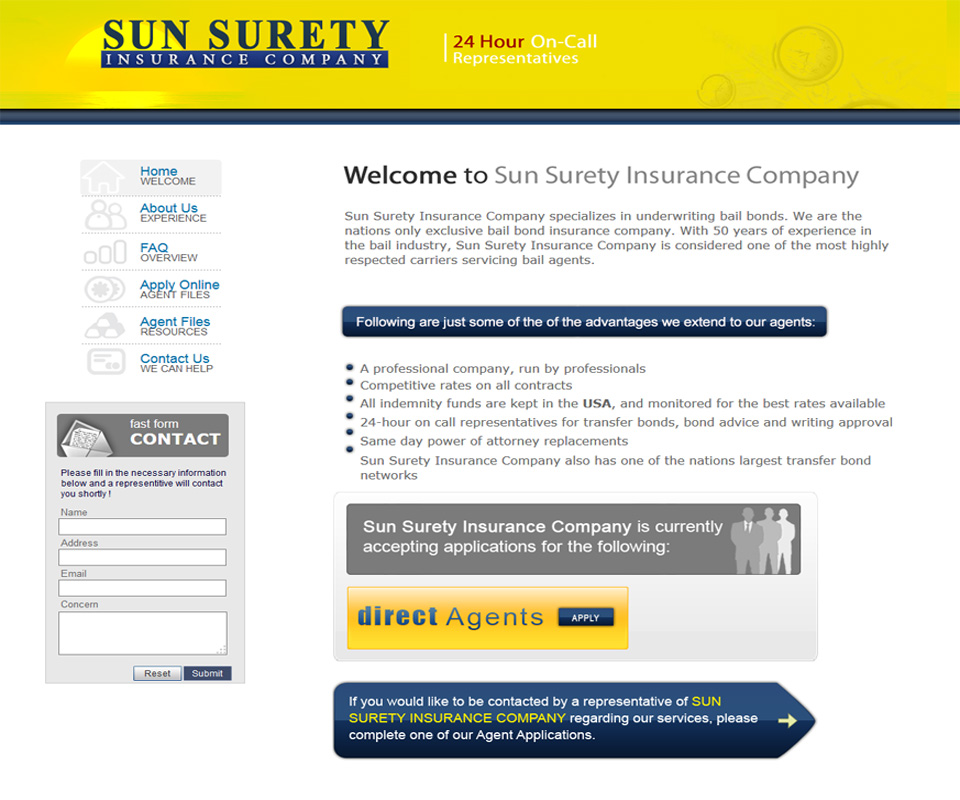 SUN SURETY
INSURANCE COMPANY
24 Hour On-Call
Representatives
Home
WELCOME
About Us
EXPERIENCE
FAQ
OVERVIEW
Apply Online
AGENT FILES
Agent Files
RESOURCES
Contact Us
WE CAN HELP
fast form
CONTACT
Please fill in the necessary information
below and a representitive will contact
you shortly !
Name
Address
Email
Concern
Reset Submit
Welcome to Sun Surety Insurance Company
Sun Surety Insurance Company specializes in underwriting bail bonds. We are the
nations only exclusive bail bond insurance company. With 50 years of experience in
the bail industry, Sun Surety Insurance Company is considered one of the most highly
respected carriers servicing bail agents.
Following are just some of the of the advantages we extend to our agents:
A professional company, run by professionals
Competitive rates on all contracts
All indemnity funds are kept in the USA, and monitored for the best rates available
24-hour on call representatives for transfer bonds, bond advice and writing approval
Same day power of attorney replacements
Sun Surety Insurance Company also has one of the nations largest transfer bond
networks
Sun Surety Insurance Company is currently
accepting applications for the following:
direct Agents APPLY
If you would like to be contacted by a representative of SUN
SURETY INSURANCE COMPANY regarding our services, please
complete one of our Agent Applications.